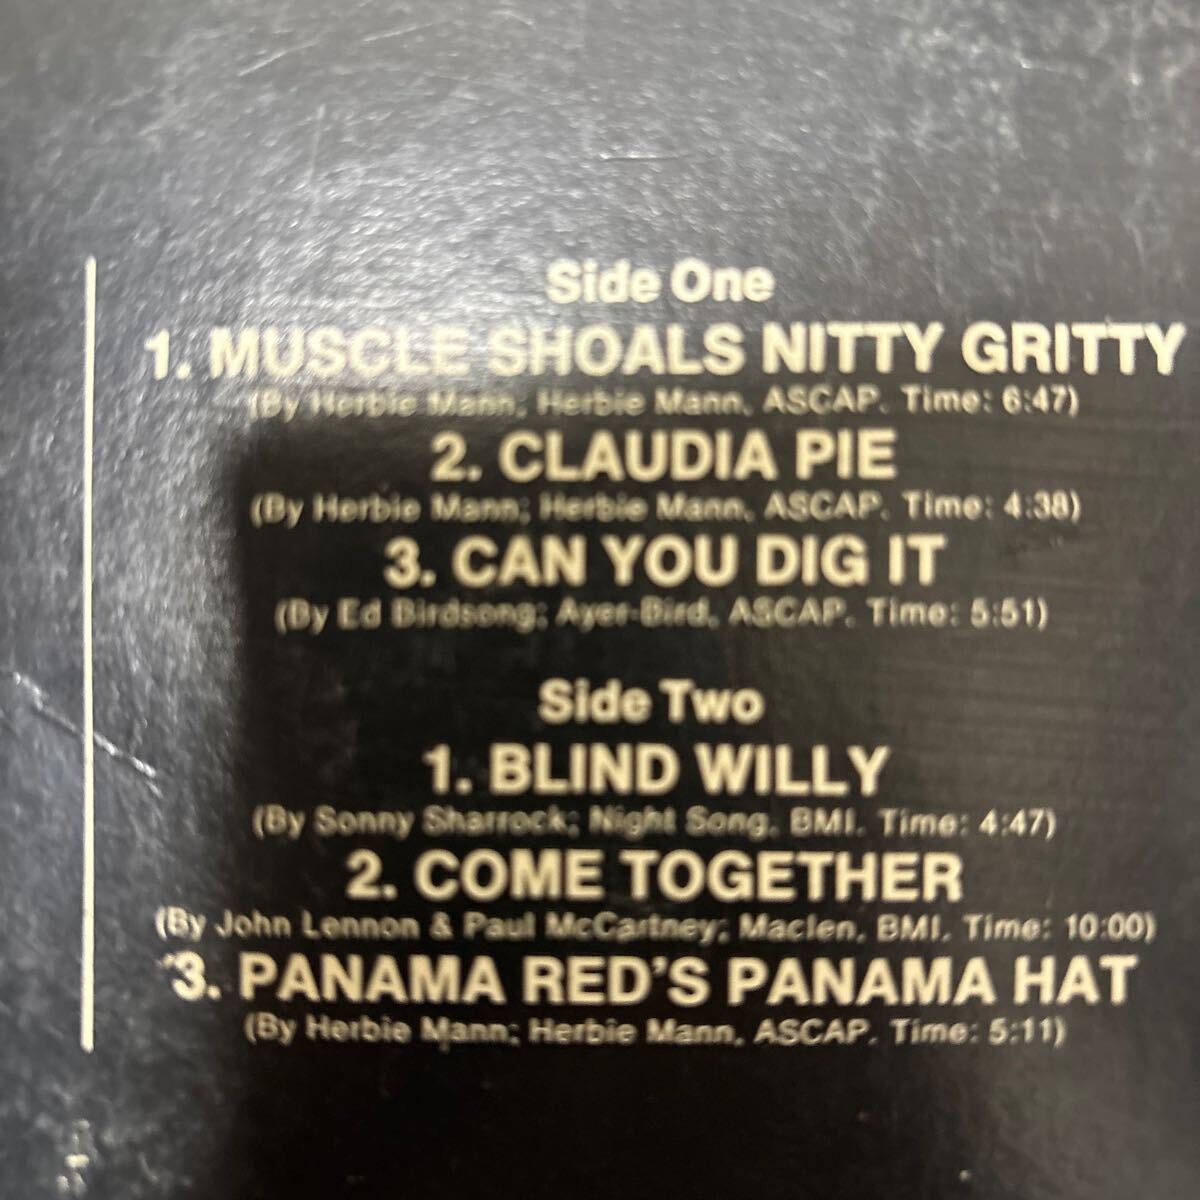 Side One
1. MUSCLE SHOALS NITTY GRITTY
(By Herbie Mann, Herbie Mann, ASCAP. Time: 6:47)
2. CLAUDIA PIE
(By Herbie Mann; Herbie Mann, ASCAP. Time: 4:38)
3. CAN YOU DIG IT
(By Ed Birdsong; Ayer-Bird, ASCAP. Time: 5:51)
Side Two
1. BLIND WILLY
(By Sonny Sharrock; Night Song, BMI. Time: 4:47)
2. COME TOGETHER
(By John Lennon & Paul McCartney; Maclen, BMI. Time: 10:00)
3. PANAMA RED'S PANAMA HAT
(By Herbie Mann; Herbie Mann, ASCAP. Time: 5:11)